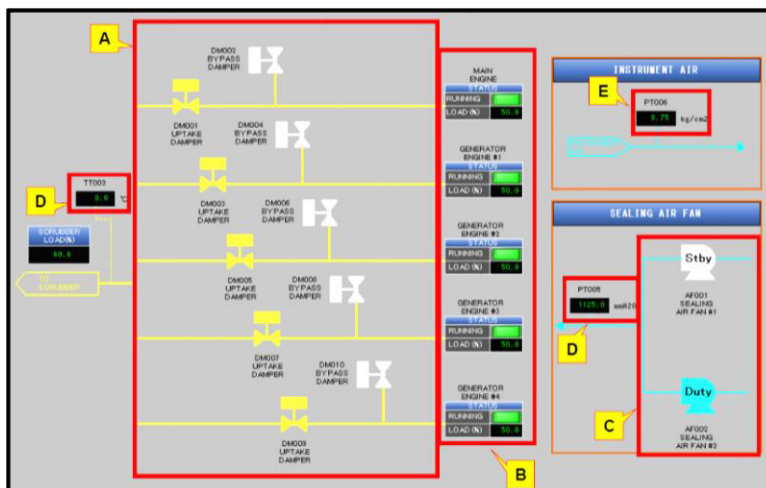 A
DM002
BYPASS
DAMPER
DM001
UPTAKE
DAMPER
DM004
BYPASS
DAMPER
DM003
UPTAKE
DAMPER
DM006
BYPASS
DAMPER
DM005
UPTAKE
DAMPER
DM008
BYPASS
DAMPER
DM007
UPTAKE
DAMPER
DM010
BYPASS
DAMPER
DM009
UPTAKE
DAMPER
TT002
0.0 ℃
D
SCRUBBER
LOAD(%)
60.6
TO
SCRUBBER
MAIN
ENGINE
STATUS
RUNNING
LOAD(%) 50.0
GENERATOR
ENGINE #1
STATUS
RUNNING
LOAD(%) 50.0
GENERATOR
ENGINE #2
STATUS
RUNNING
LOAD(%) 50.0
GENERATOR
ENGINE #3
STATUS
RUNNING
LOAD(%) 50.0
GENERATOR
ENGINE #4
STATUS
RUNNING
LOAD(%) 50.0
B
INSTRUMENT AIR
E
PT006
kg/cm2
SEALING AIR FAN
PT005
1125.0 mmH2O
D
Stby
AF001
SEALING
AIR FAN #1
Duty
AF002
SEALING
AIR FAN #2
C